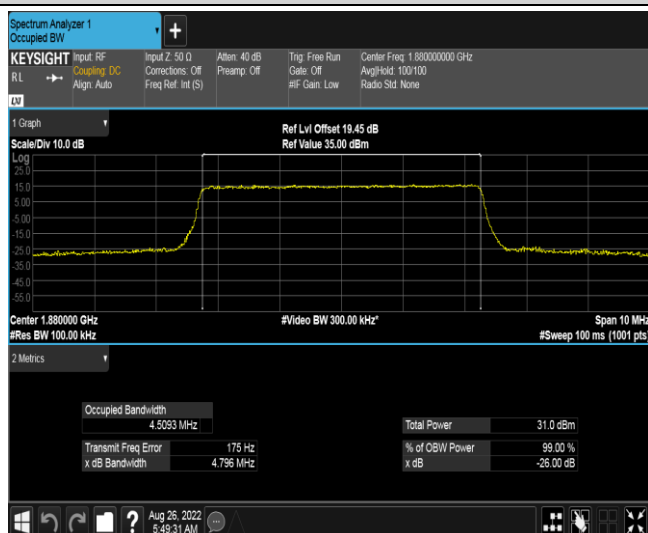 Spectrum Analyzer 1
Occupied BW
KEYSIGHT
R L
LXI
Input: RF
Coupling: DC
Align: Auto
Input Z: 50 Ω
Corrections: Off
Freq Ref: Int (S)
Atten: 40 dB
Preamp: Off
Trig: Free Run
Gate: Off
#IF Gain: Low
Center Freq: 1.880000000 GHz
Avg|Hold: 100/100
Radio Std: None
1 Graph
Scale/Div 10.0 dB
Ref Lvl Offset 19.45 dB
Ref Value 35.00 dBm
Log
25.0
15.0
5.00
-5.00
-15.0
-25.0
-35.0
-45.0
-55.0
Center 1.880000 GHz
#Res BW 100.00 kHz
#Video BW 300.00 kHz*
Span 10 MHz
#Sweep 100 ms (1001 pts)
2 Metrics
Occupied Bandwidth
4.5093 MHz
Transmit Freq Error 175 Hz
x dB Bandwidth 4.796 MHz
Total Power 31.0 dBm
% of OBW Power 99.00 %
x dB -26.00 dB
?
Aug 26, 2022
5:49:31 AM